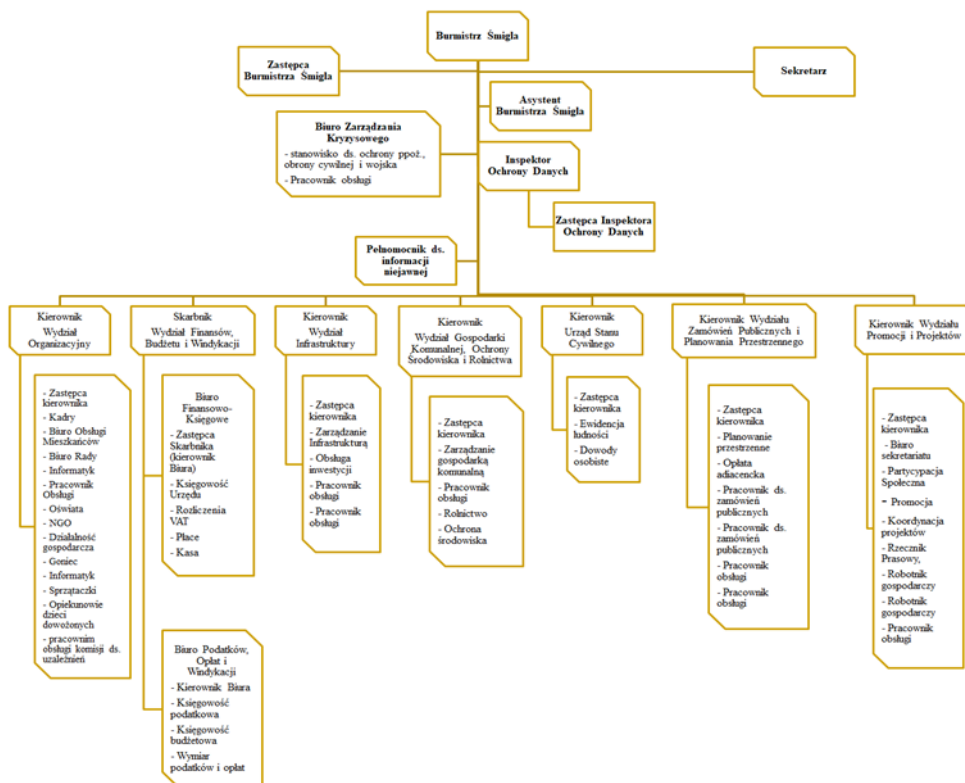 Burmistrz Śmigla
Zastępca
Burmistrza Śmigla
Sekretarz
Asystent
Burmistrza Śmigla
Biuro Zarządzania
Kryzysowego
- stanowisko ds. ochrony ppoż.,
obrony cywilnej i wojska
- Pracownik obsługi
Inspektor
Ochrony Danych
Zastępca Inspektora
Ochrony Danych
Pełnomocnik ds.
informacji
niejawnej
Kierownik
Wydział
Organizacyjny
- Zastępca
kierownika
- Kadry
- Biuro Obsługi
Mieszkańców
- Biuro Rady
- Informatyk
- Pracownik
Obsługi
- Oświata
- NGO
- Działalność
gospodarcza
- Goniec
- Informatyk
- Sprzątaczki
- Opiekunowie
dzieci
dowożonych
- pracownim
obsługi komisji ds.
uzależnień
Skarbnik
Wydział Finansów,
Budżetu i Windykacji
Biuro
Finansowo-
Księgowe
- Zastępca
Skarbnika
(kierownik
Biura)
- Księgowość
Urzędu
- Rozliczenia
VAT
- Płace
- Kasa
Biuro Podatków,
Opłat i
Windykacji
- Kierownik Biura
- Księgowość
podatkowa
- Księgowość
budżetowa
- Wymiar
podatków i opłat
Kierownik
Wydział
Infrastruktury
- Zastępca
kierownika
- Zarządzanie
Infrastrukturą
- Obsługa
inwestycji
- Pracownik
obsługi
- Pracownik
obsługi
Kierownik
Wydział Gospodarki
Komunalnej, Ochrony
Środowiska i Rolnictwa
- Zastępca
kierownika
- Zarządzanie
gospodarką
komunalną
- Pracownik
obsługi
- Rolnictwo
- Ochrona
środowiska
Kierownik
Urząd Stanu
Cywilnego
- Zastępca
kierownika
- Ewidencja
ludności
- Dowody
osobiste
Kierownik Wydziału
Zamówień Publicznych i
Planowania Przestrzennego
- Zastępca
kierownika
- Planowanie
przestrzenne
- Opłata
adiacencka
- Pracownik ds.
zamówień
publicznych
- Pracownik ds.
zamówień
publicznych
- Pracownik
obsługi
- Pracownik
obsługi
Kierownik Wydziału
Promocji i Projektów
- Zastępca
kierownika
- Biuro
sekretariatu
- Partycypacja
Społeczna
- Promocja
- Koordynacja
projektów
- Rzecznik
Prasowy,
- Robotnik
gospodarczy
- Robotnik
gospodarczy
- Pracownik
obsługi